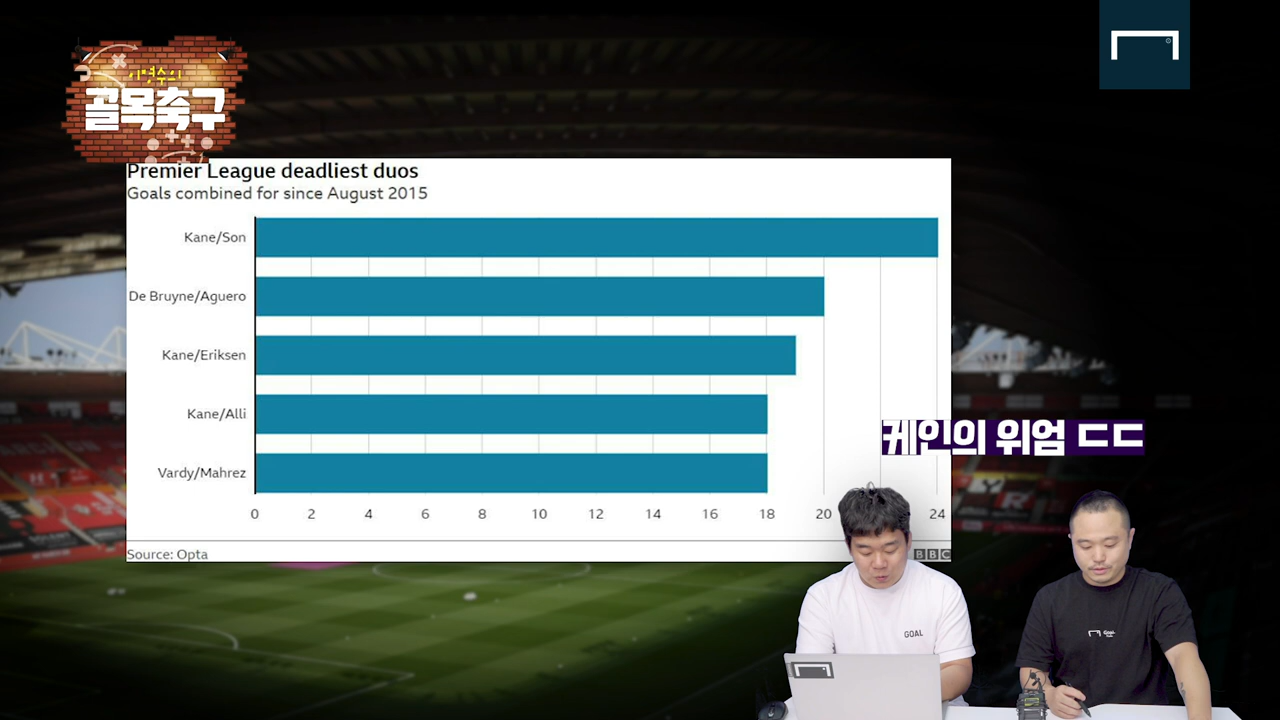 골목축구
Premier League deadliest duos
Goals combined for since August 2015
Kane/Son
De Bruyne/Aguero
Kane/Eriksen
Kane/Alli
Vardy/Mahrez
0 2 4 6 8 10 12 14 16 18 20 24
Source: Opta
BBC
케인의 위엄 ㄷㄷ
GOAL
GOAL